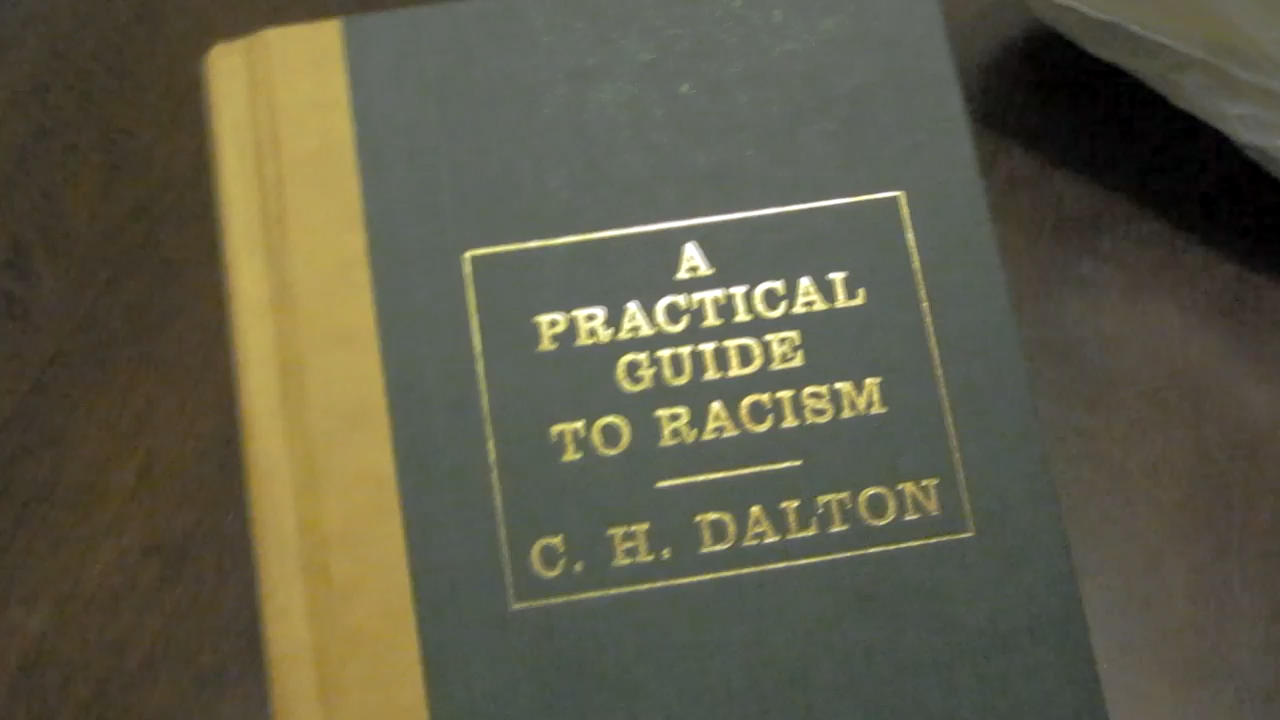 A
PRACTICAL
GUIDE
TO RACISM
C. H. DALTON